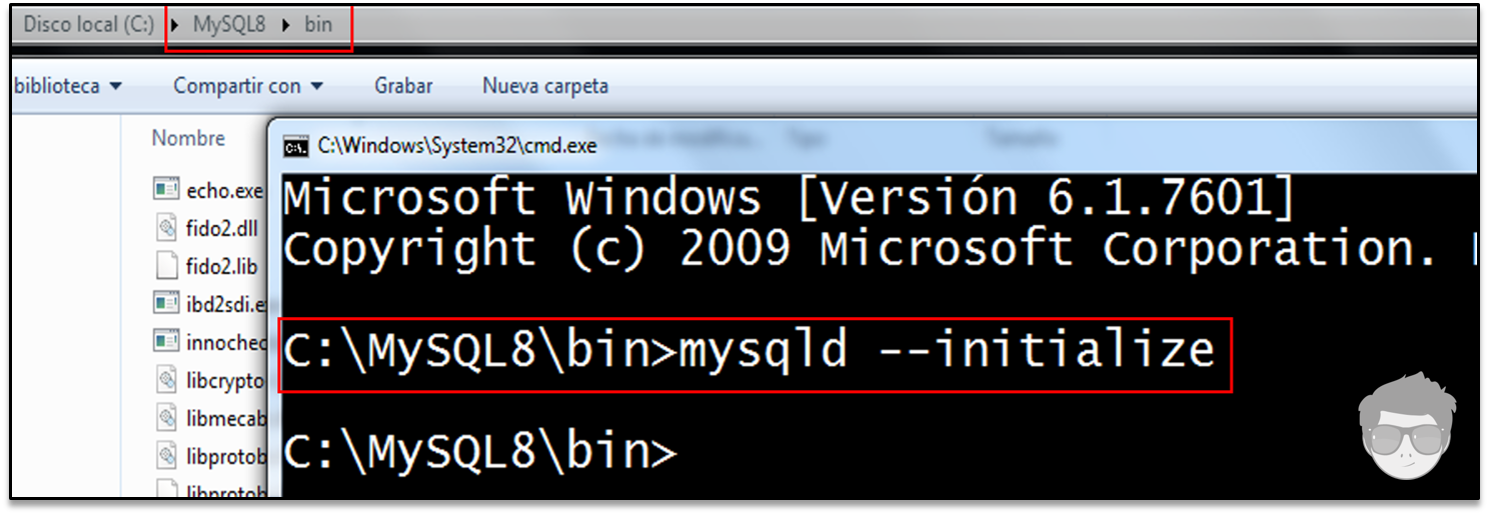 Disco local (C:) MySQL8 bin
biblioteca Compartir con Grabar Nueva carpeta
Nombre
C:\Windows\System32\cmd.exe
echo.exe
fido2.dll
fido2.lib
ibd2sdi.e
innochec
libcrypto
libmecab
libprotob
libprotob
Microsoft Windows [Versión 6.1.7601]
Copyright (c) 2009 Microsoft Corporation.
C:\MySQL8\bin>mysqld --initialize
C:\MySQL8\bin>